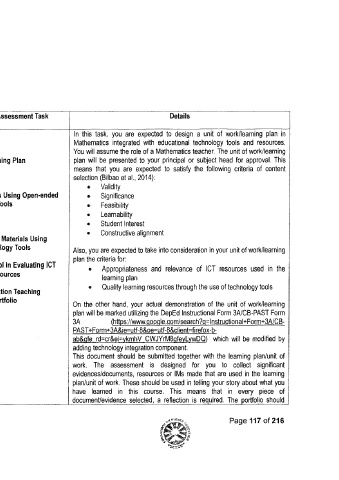 ssessment Task
Details
In this task, you are expected to design a unit of work/learning plan in
Mathematics integrated with educational technology tools and resources.
You will assume the role of a Mathematics teacher. The unit of work/learning
ning Plan
plan will be presented to your principal or subject head for approval. This
means that you are expected to satisfy the following criteria of content
selection (Bilbao et al., 2014):
• Validity
s Using Open-ended
• Significance
ools
• Feasibility
• Learnability
• Student Interest
Materials Using
• Constructive alignment
logy Tools
Also, you are expected to take into consideration in your unit of work/learning
plan the criteria for:
ol in Evaluating ICT
• Appropriateness and relevance of ICT resources used in the
ources
learning plan
• Quality learning resources through the use of technology tools
tion Teaching
rtfolio
On the other hand, your actual demonstration of the unit of work/learning
plan will be marked utilizing the DepEd Instructional Form 3A/CB-PAST Form
3A (https://www.google.com/search?q=Instructional+Form+3A/CB-
PAST+Form+3A&ie=utf-8&oe=utf-8&client=firefox-b-
which will be modified by
adding technology integration component.
This document should be submitted together with the learning plan/unit of
work. The assessment is designed for you to collect significant
evidences/documents, resources or IMs made that are used in the learning
plan/unit of work. These should be used in telling your story about what you
have learned in this course. This means that in every piece of
document/evidence selected, a reflection is required. The portfolio should
Page 117 of 216